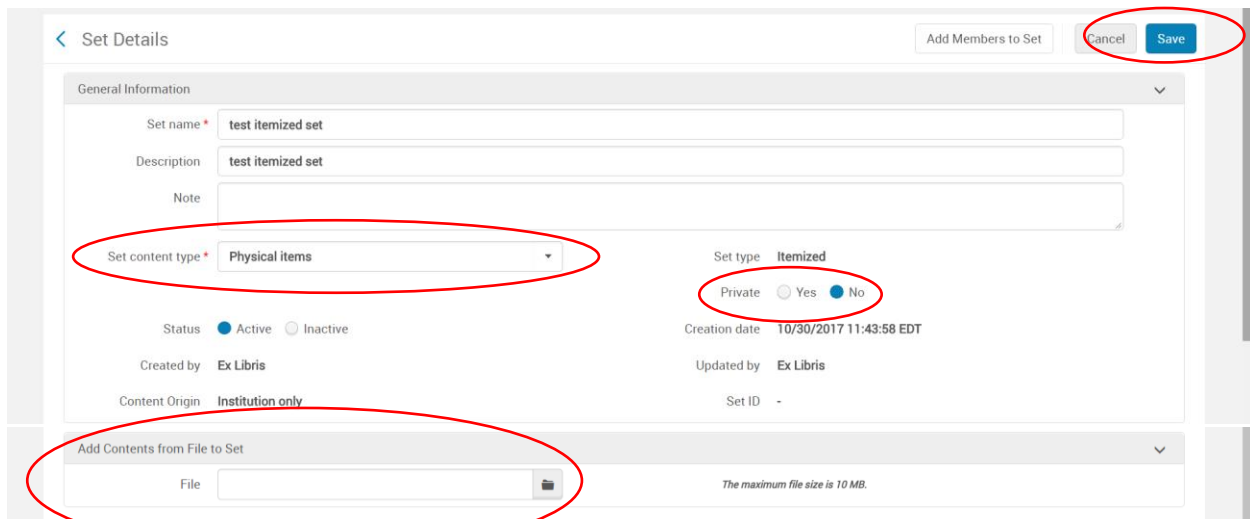 Set Details Add Members to Set Cancel Save
General Information
Set name * test itemized set
Description test itemized set
Note
Set content type * Physical items Set type Itemized
Private Yes No
Status Active Inactive Creation date 10/30/2017 11:43:58 EDT
Created by Ex Libris Updated by Ex Libris
Content Origin Institution only Set ID -
Add Contents from File to Set
File The maximum file size is 10 MB.